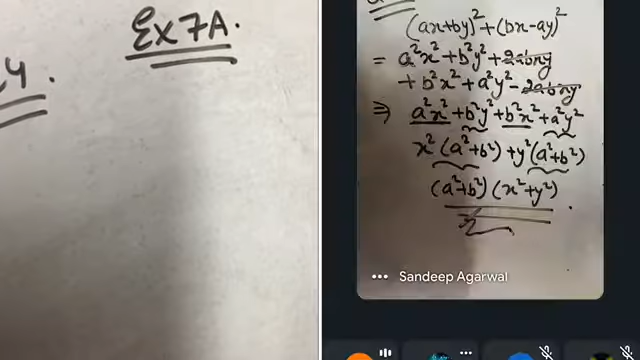 Ex 7A.
24.
(ax+by)² + (bx-ay)²
= a²x² + b²y² + 2abxy
+ b²x² + a²y² - 2abxy
⇒ a²x² + b²y² + b²x² + a²y²
x² (a²+b²) + y² (a²+b²)
(a²+b²) (x²+y²)
Sandeep Agarwal